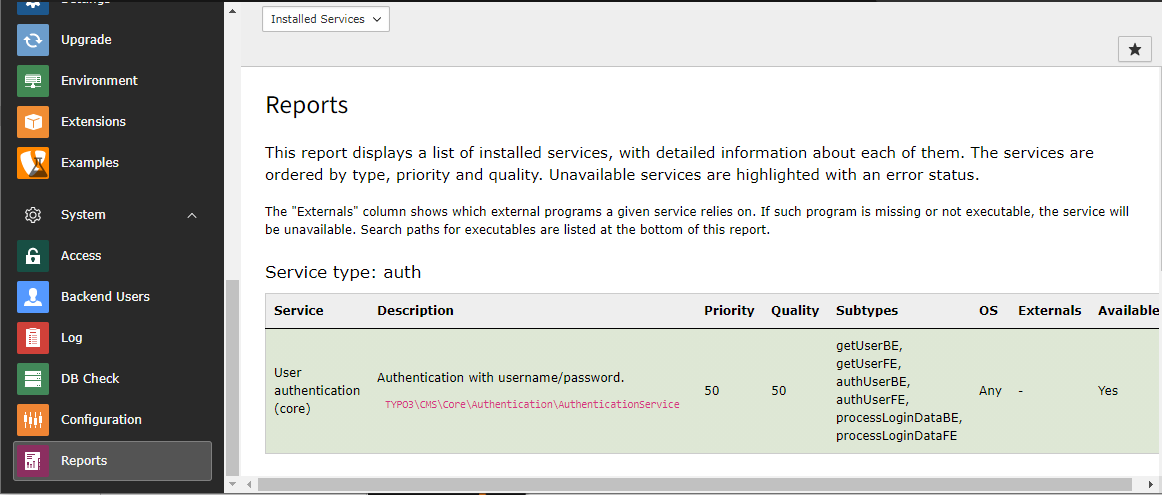 Settings
Upgrade
Environment
Extensions
Examples
System
Access
Backend Users
Log
DB Check
Configuration
Reports
Installed Services
Reports
This report displays a list of installed services, with detailed information about each of them. The services are
ordered by type, priority and quality. Unavailable services are highlighted with an error status.
The "Externals" column shows which external programs a given service relies on. If such program is missing or not executable, the service will
be unavailable. Search paths for executables are listed at the bottom of this report.
Service type: auth
Service Description Priority Quality Subtypes OS Externals Available
User
authentication
(core)
Authentication with username/password.
TYPO3\CMS\Core\Authentication\AuthenticationService
50
50
getUserBE,
getUserFE,
authUserBE,
authUserFE,
processLoginDataBE,
processLoginDataFE
Any
-
Yes